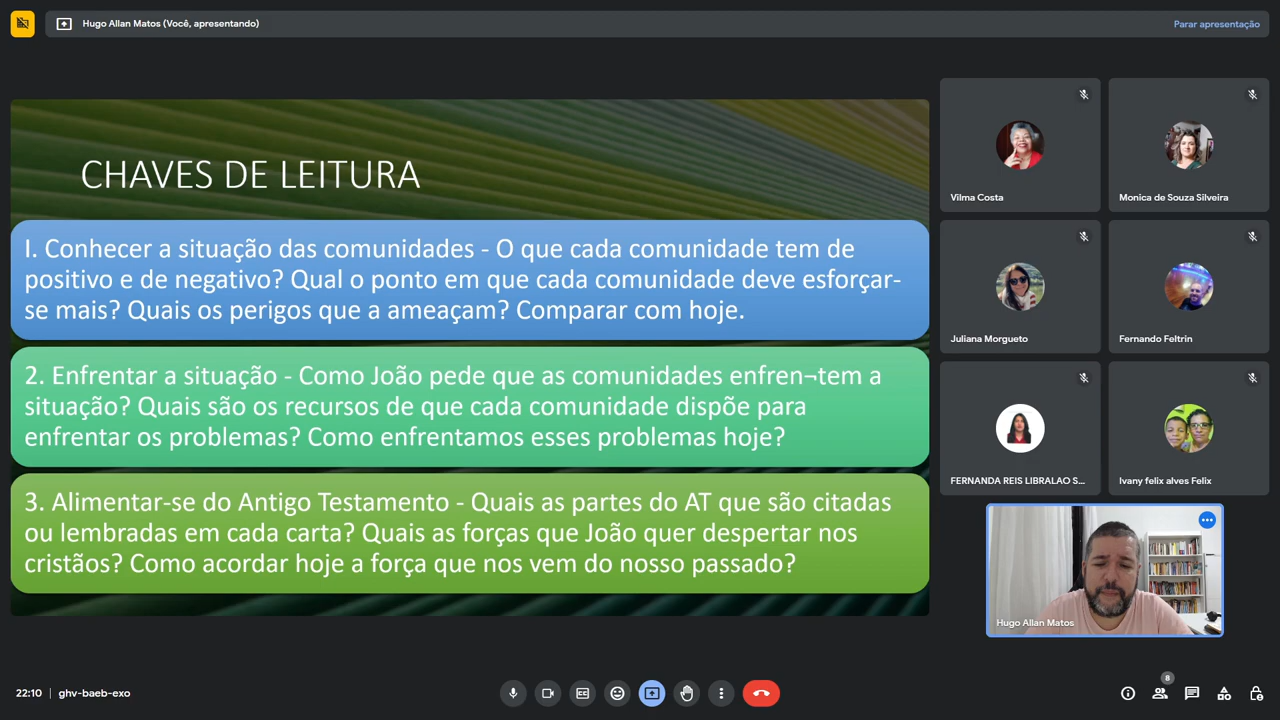 Hugo Allan Matos (Você, apresentando)
Parar apresentação
CHAVES DE LEITURA
I. Conhecer a situação das comunidades - O que cada comunidade tem de
positivo e de negativo? Qual o ponto em que cada comunidade deve esforçar-
se mais? Quais os perigos que a ameaçam? Comparar com hoje.
2. Enfrentar a situação - Como João pede que as comunidades enfren¬tem a
situação? Quais são os recursos de que cada comunidade dispõe para
enfrentar os problemas? Como enfrentamos esses problemas hoje?
3. Alimentar-se do Antigo Testamento - Quais as partes do AT que são citadas
ou lembradas em cada carta? Quais as forças que João quer despertar nos
cristãos? Como acordar hoje a força que nos vem do nosso passado?
Vilma Costa
Monica de Souza Silveira
Juliana Morgueto
Fernando Feltrin
FERNANDA REIS LIBRALAO S...
Ivany felix alves Felix
Hugo Allan Matos
22:10 | ghv-baeb-exo
8